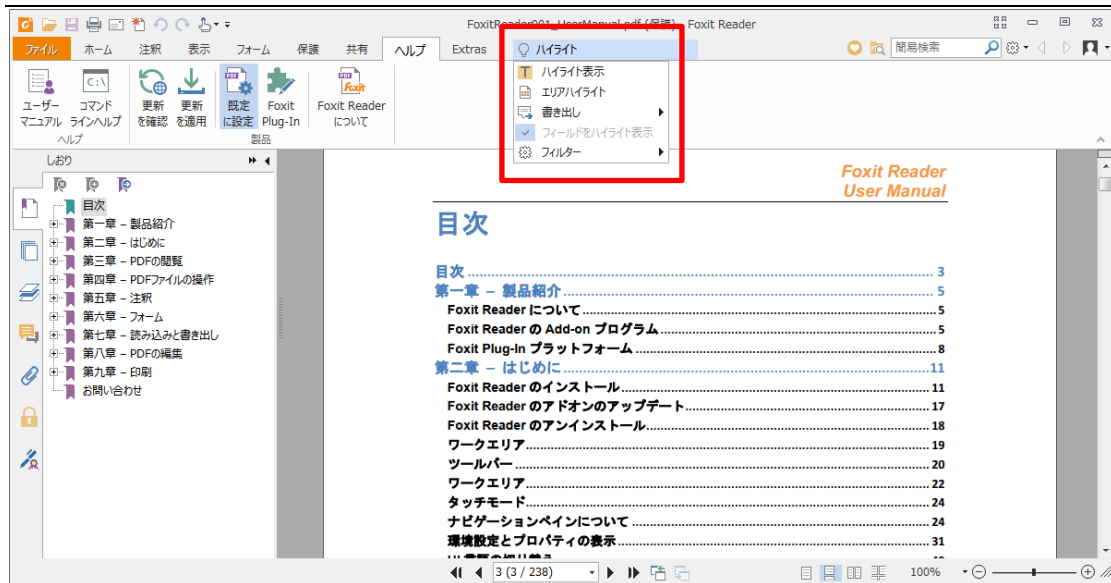 FoxitReader901_UserManual.pdf (保護) Foxit Reader
ファイル ホーム 注釈 表示 フォーム 保護 共有 ヘルプ Extras ハイライト 簡易検索
ハイライト表示
エリアハイライト
書き出し
フィールドをハイライト表示
フィルター
C:\
PDF
PDF Foxit
ユーザー マニュアル
コマンド ラインヘルプ
更新 を確認
更新 を適用
既定 に設定
Foxit Plug-In
Foxit Reader について
ヘルプ 製品
しおり
目次
第一章 – 製品紹介
第二章 – はじめに
第三章 – PDFの閲覧
第四章 – PDFファイルの操作
第五章 – 注釈
第六章 – フォーム
第七章 – 読み込みと書き出し
第八章 – PDFの編集
第九章 – 印刷
お問い合わせ
Foxit Reader
User Manual
目次
目次 3
第一章 – 製品紹介 5
Foxit Reader について 5
Foxit Reader の Add-on プログラム 5
Foxit Plug-In プラットフォーム 8
第二章 – はじめに 11
Foxit Reader のインストール 11
Foxit Reader のアドオンのアップデート 17
Foxit Reader のアンインストール 18
ワークエリア 19
ツールバー 20
ワークエリア 22
タッチモード 24
ナビゲーションペインについて 24
環境設定とプロパティの表示 31
3 (3 / 238) 100%